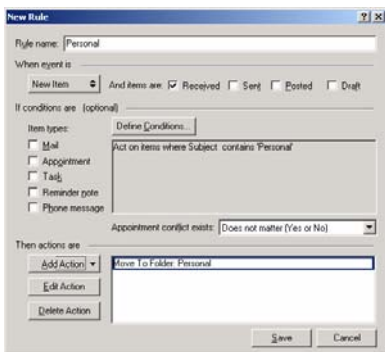 New Rule
Rule name: Personal
When event is
New Item And items are: Received Sent Posted Draft
If conditions are (optional)
Item types: Define Conditions...
Mail
Appointment
Task
Reminder note
Phone message
Act on items where Subject contains 'Personal'
Appointment conflict exists: Does not matter (Yes or No)
Then actions are
Add Action
Edit Action
Delete Action
Move To Folder: Personal
Save Cancel